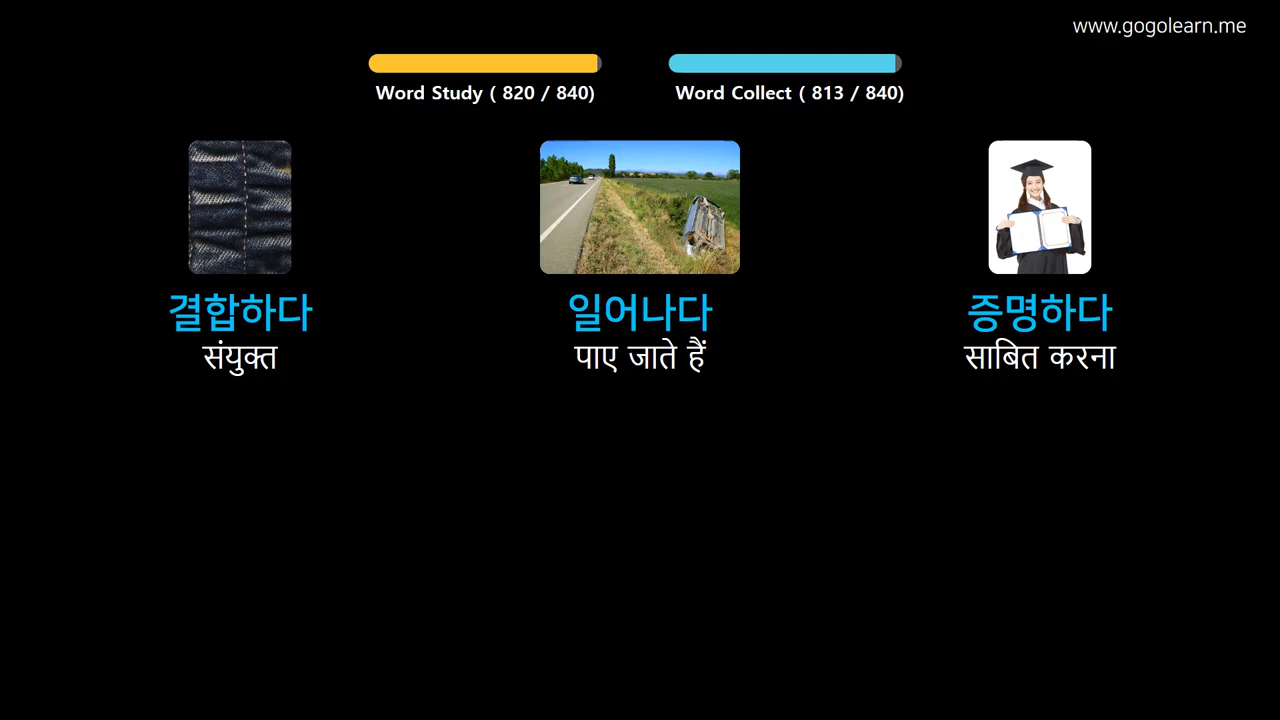 www.gogolearn.me
Word Study ( 820 / 840)
Word Collect ( 813 / 840)
결합하다
संयुक्त
일어나다
पाए जाते हैं
증명하다
साबित करना